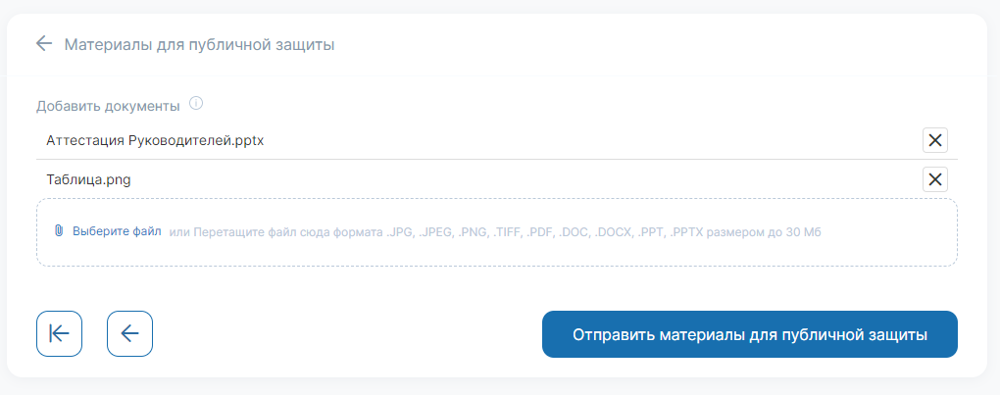 Материалы для публичной защиты
Добавить документы
Аттестация Руководителей.pptx
Таблица.png
Выберите файл или Перетащите файл сюда формата .JPG, .JPEG, .PNG, .TIFF, .PDF, .DOC, .DOCX, .PPT, .PPTX размером до 30 Мб
Отправить материалы для публичной защиты